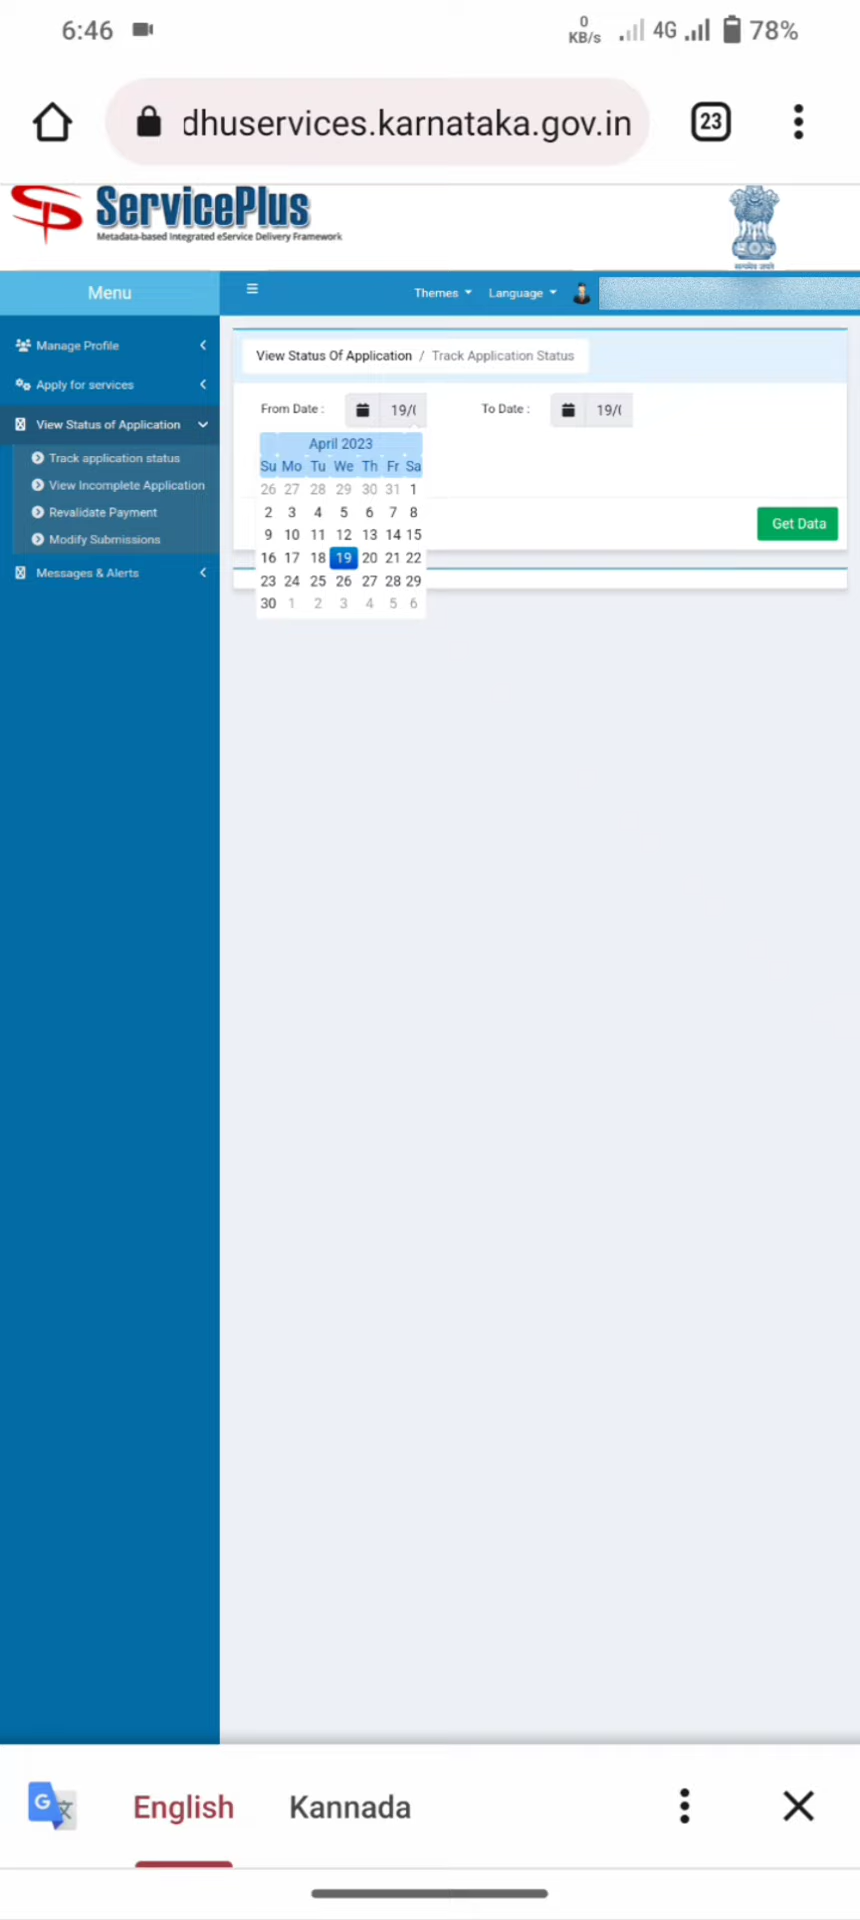 6:46
0 KB/s 4G 78%
dhuservices.karnataka.gov.in 23
ServicePlus
Metadata-based Integrated eService Delivery Framework
सत्यमेव जयते
Menu
Themes Language
Manage Profile
Apply for services
View Status of Application
Track application status
View Incomplete Application
Revalidate Payment
Modify Submissions
Messages & Alerts
View Status Of Application / Track Application Status
From Date : 19/( To Date : 19/(
April 2023
Su Mo Tu We Th Fr Sa
26 27 28 29 30 31 1
2 3 4 5 6 7 8
9 10 11 12 13 14 15
16 17 18 19 20 21 22
23 24 25 26 27 28 29
30 1 2 3 4 5 6
Get Data
G 文 English Kannada